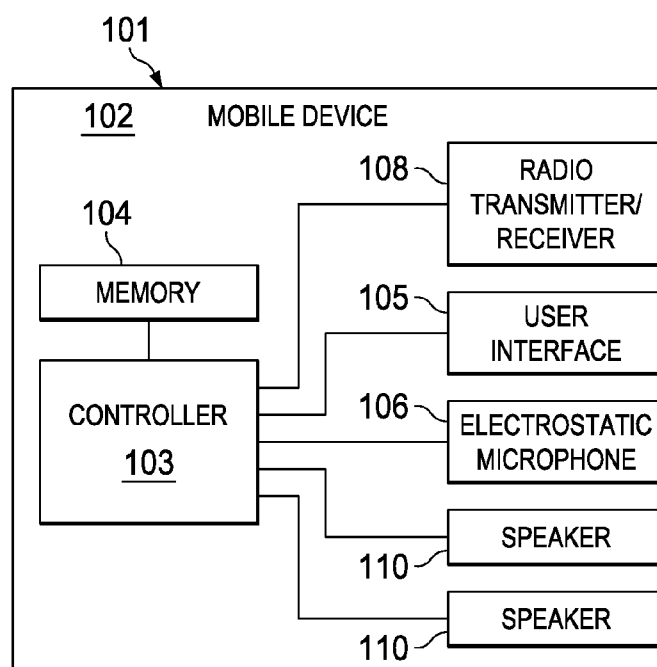 101
102 MOBILE DEVICE
108
RADIO
TRANSMITTER/
RECEIVER
104
MEMORY
105
USER
INTERFACE
CONTROLLER
103
106
ELECTROSTATIC
MICROPHONE
SPEAKER
110
SPEAKER
110